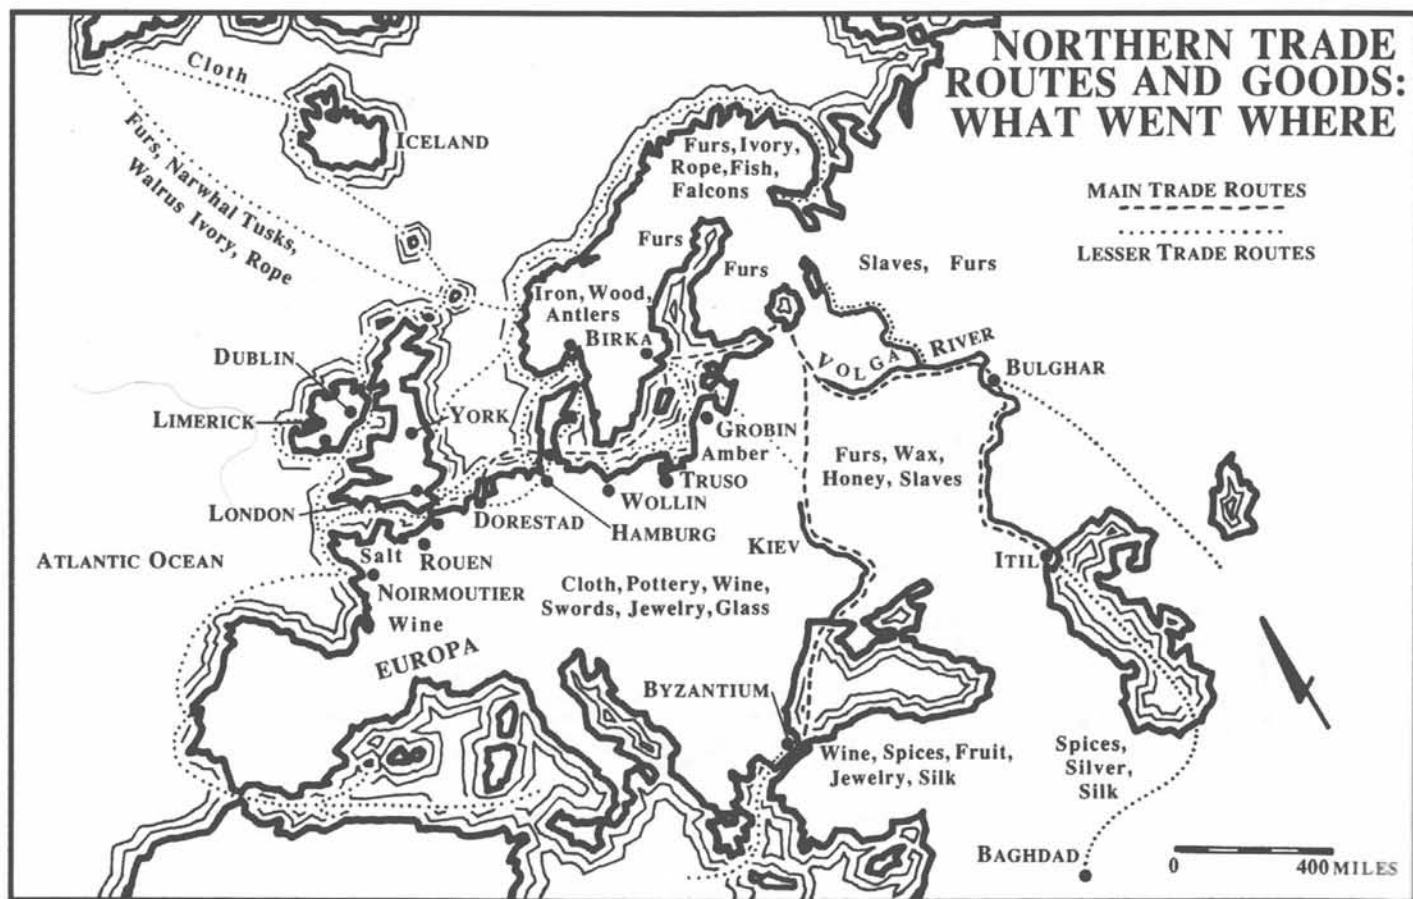 NORTHERN TRADE
ROUTES AND GOODS:
WHAT WENT WHERE
MAIN TRADE ROUTES
LESSER TRADE ROUTES
Cloth
ICELAND
Furs, Narwhal Tusks,
Walrus Ivory, Rope
Furs, Ivory,
Rope, Fish,
Falcons
Furs
Furs
Slaves, Furs
Iron, Wood,
Antlers
BIRKA
VOLGA RIVER
BULGHAR
DUBLIN
LIMERICK
YORK
GROBIN
Amber
TRUSO
WOLLIN
Furs, Wax,
Honey, Slaves
LONDON
DORESTAD
HAMBURG
KIEV
ITIL
ATLANTIC OCEAN
Salt
ROUEN
NOIRMOUTIER
Wine
Cloth, Pottery, Wine,
Swords, Jewelry, Glass
EUROPA
BYZANTIUM
Wine, Spices, Fruit,
Jewelry, Silk
Spices,
Silver,
Silk
BAGHDAD
0 400 MILES